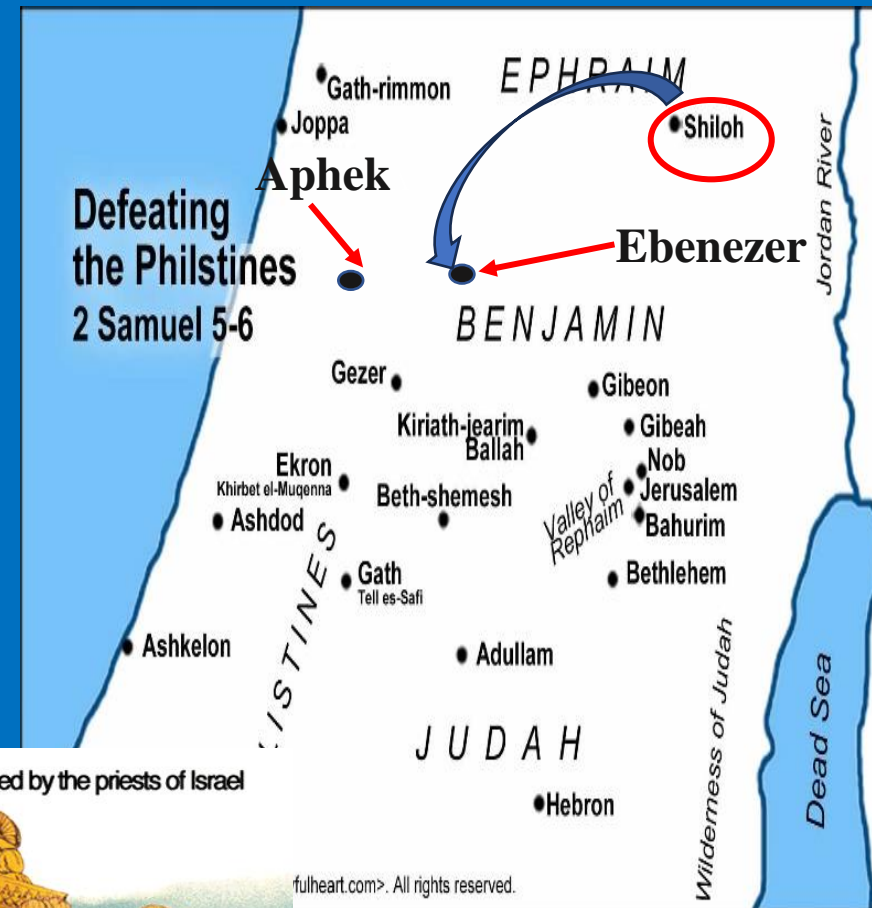 EPHRAIM
Gath-rimmon
Joppa
Shiloh
Aphek
Jordan River
Defeating
the Philstines
2 Samuel 5-6
Ebenezer
BENJAMIN
Gezer
Gibeon
Kiriath-jearim
Ballah
Gibeah
Nob
Ekron
Khirbet el-Muqenna
Beth-shemesh
Valley of
Rephaim
Jerusalem
Ashdod
Bahurim
Gath
Tell es-Safi
Bethlehem
LISTINES
Ashkelon
Adullam
Wilderness of Judah
Dead Sea
JUDAH
ed by the priests of Israel
Hebron
fulheart.com>. All rights reserved.